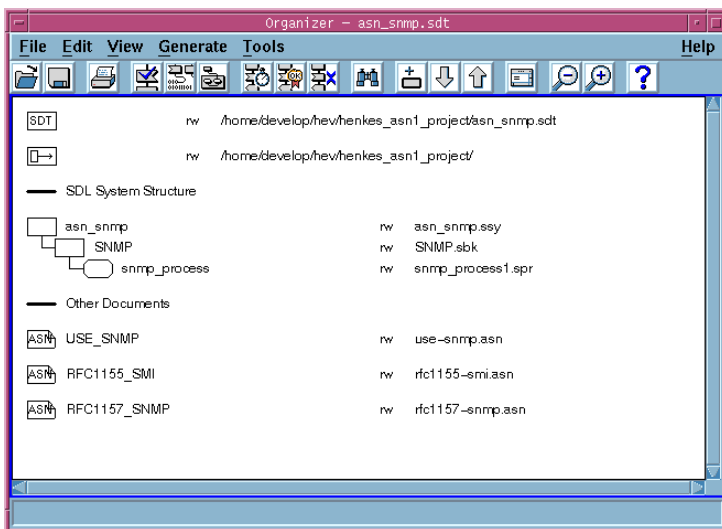 Organizer – asn_snmp.sdt
File Edit View Generate Tools Help
SDT rw /home/develop/hev/henkes_asn1_project/asn_snmp.sdt
rw /home/develop/hev/henkes_asn1_project/
SDL System Structure
asn_snmp rw asn_snmp.ssy
SNMP rw SNMP.sbk
snmp_process rw snmp_process1.spr
Other Documents
ASN USE_SNMP rw use–snmp.asn
ASN RFC1155_SMI rw rfc1155–smi.asn
ASN RFC1157_SNMP rw rfc1157–snmp.asn